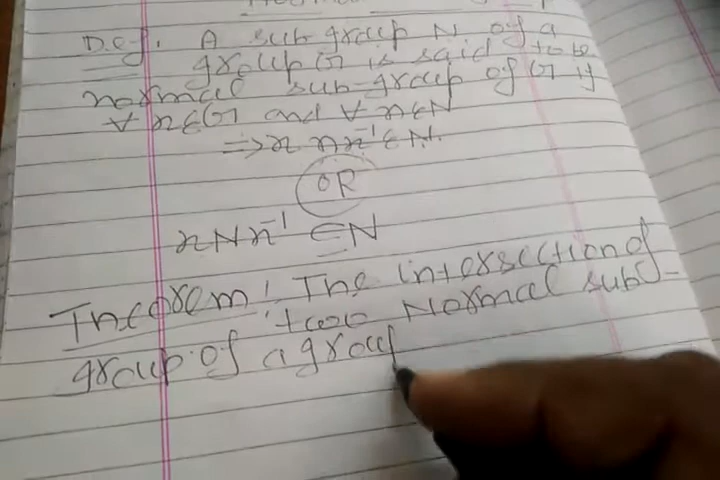 Def. A sub group N of a
group G is said to be
normal sub-group of G if
∀ x∈G and ∀ n∈N
=> x n x⁻¹ ∈ N.
OR
xNx⁻¹ ⊆ N
Theorem: The intersection of
two Normal sub-
group of a group